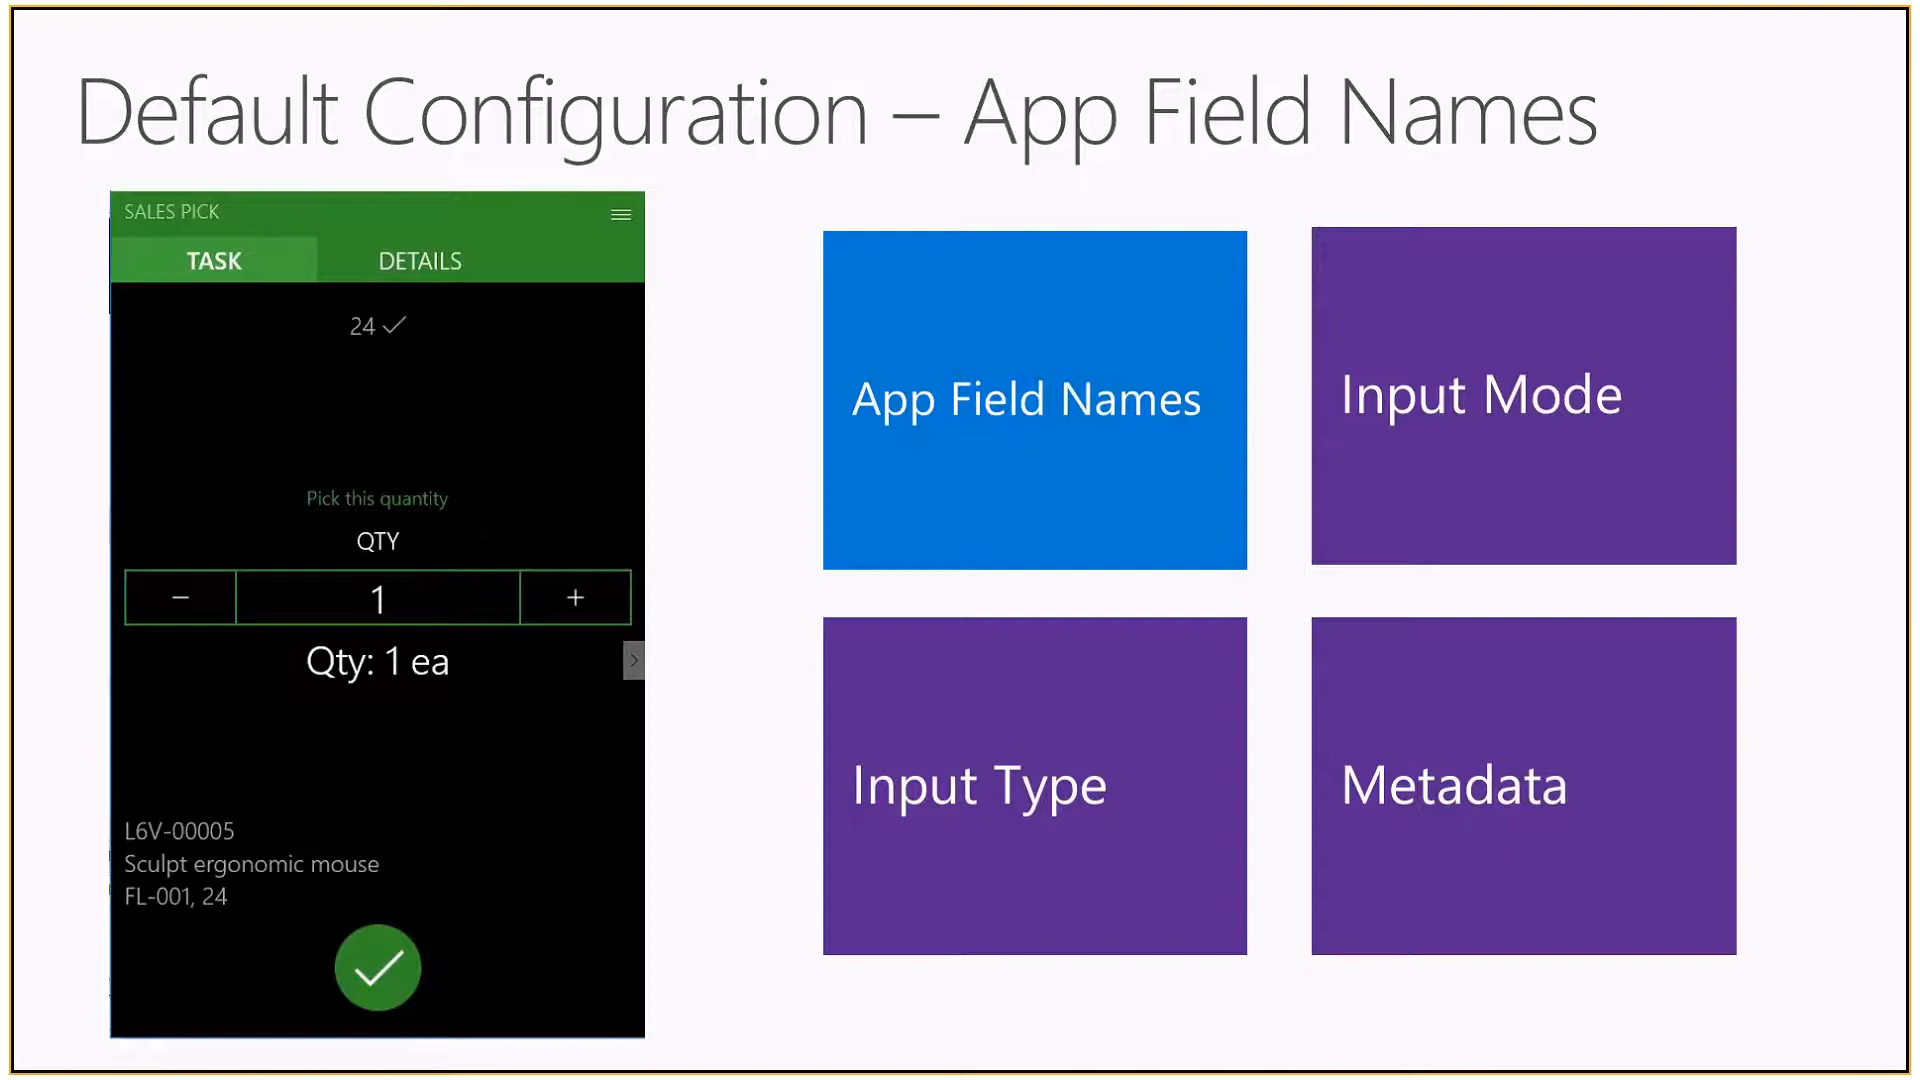 Default Configuration – App Field Names
SALES PICK
TASK DETAILS
24
Pick this quantity
QTY
− 1 +
Qty: 1 ea
L6V-00005
Sculpt ergonomic mouse
FL-001, 24
App Field Names
Input Mode
Input Type
Metadata